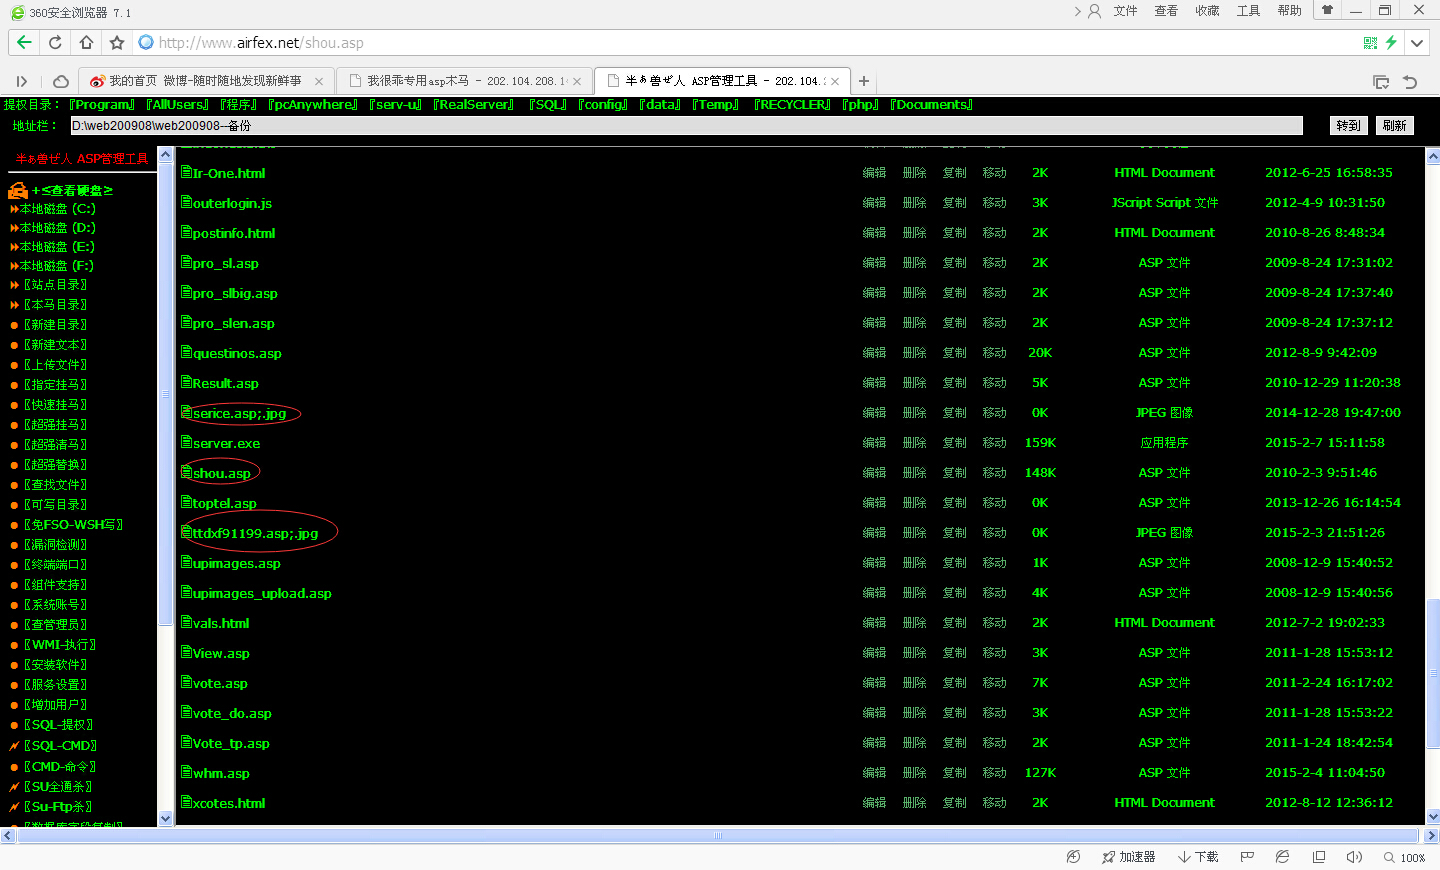 360安全浏览器 7.1
文件 查看 收藏 工具 帮助
http://www.airfex.net/shou.asp
我的首页 微博-随时随地发现新鲜事
我很乖专用asp木马 - 202.104.208.1
半ぁ兽ぜ人 ASP管理工具 - 202.104.2
提权目录：『Program』 『AllUsers』 『程序』 『pcAnywhere』 『serv-u』 『RealServer』 『SQL』 『config』 『data』 『Temp』 『RECYCLER』 『php』 『Documents』
地址栏： D:\web200908\web200908--备份 转到 刷新
半ぁ兽ぜ人 ASP管理工具
+≤查看硬盘≥
本地磁盘 (C:)
本地磁盘 (D:)
本地磁盘 (E:)
本地磁盘 (F:)
〖站点目录〗
〖本马目录〗
〖新建目录〗
〖新建文本〗
〖上传文件〗
〖指定挂马〗
〖快速挂马〗
〖超强挂马〗
〖超强清马〗
〖超强替换〗
〖查找文件〗
〖可写目录〗
〖免FSO-WSH写〗
〖漏洞检测〗
〖终端端口〗
〖组件支持〗
〖系统账号〗
〖查管理员〗
〖WMI-执行〗
〖安装软件〗
〖服务设置〗
〖增加用户〗
〖SQL-提权〗
〖SQL-CMD〗
〖CMD-命令〗
〖SU全通杀〗
〖Su-Ftp杀〗
Ir-One.html 编辑 删除 复制 移动 2K HTML Document 2012-6-25 16:58:35
outerlogin.js 编辑 删除 复制 移动 3K JScript Script 文件 2012-4-9 10:31:50
postinfo.html 编辑 删除 复制 移动 2K HTML Document 2010-8-26 8:48:34
pro_sl.asp 编辑 删除 复制 移动 2K ASP 文件 2009-8-24 17:31:02
pro_slbig.asp 编辑 删除 复制 移动 2K ASP 文件 2009-8-24 17:37:40
pro_slen.asp 编辑 删除 复制 移动 2K ASP 文件 2009-8-24 17:37:12
questinos.asp 编辑 删除 复制 移动 20K ASP 文件 2012-8-9 9:42:09
Result.asp 编辑 删除 复制 移动 5K ASP 文件 2010-12-29 11:20:38
serice.asp;.jpg 编辑 删除 复制 移动 0K JPEG 图像 2014-12-28 19:47:00
server.exe 编辑 删除 复制 移动 159K 应用程序 2015-2-7 15:11:58
shou.asp 编辑 删除 复制 移动 148K ASP 文件 2010-2-3 9:51:46
toptel.asp 编辑 删除 复制 移动 0K ASP 文件 2013-12-26 16:14:54
ttdxf91199.asp;.jpg 编辑 删除 复制 移动 0K JPEG 图像 2015-2-3 21:51:26
upimages.asp 编辑 删除 复制 移动 1K ASP 文件 2008-12-9 15:40:52
upimages_upload.asp 编辑 删除 复制 移动 4K ASP 文件 2008-12-9 15:40:56
vals.html 编辑 删除 复制 移动 2K HTML Document 2012-7-2 19:02:33
View.asp 编辑 删除 复制 移动 3K ASP 文件 2011-1-28 15:53:12
vote.asp 编辑 删除 复制 移动 7K ASP 文件 2011-2-24 16:17:02
vote_do.asp 编辑 删除 复制 移动 3K ASP 文件 2011-1-28 15:53:22
Vote_tp.asp 编辑 删除 复制 移动 2K ASP 文件 2011-1-24 18:42:54
whm.asp 编辑 删除 复制 移动 127K ASP 文件 2015-2-4 11:04:50
xcotes.html 编辑 删除 复制 移动 2K HTML Document 2012-8-12 12:36:12
加速器 下载 100%